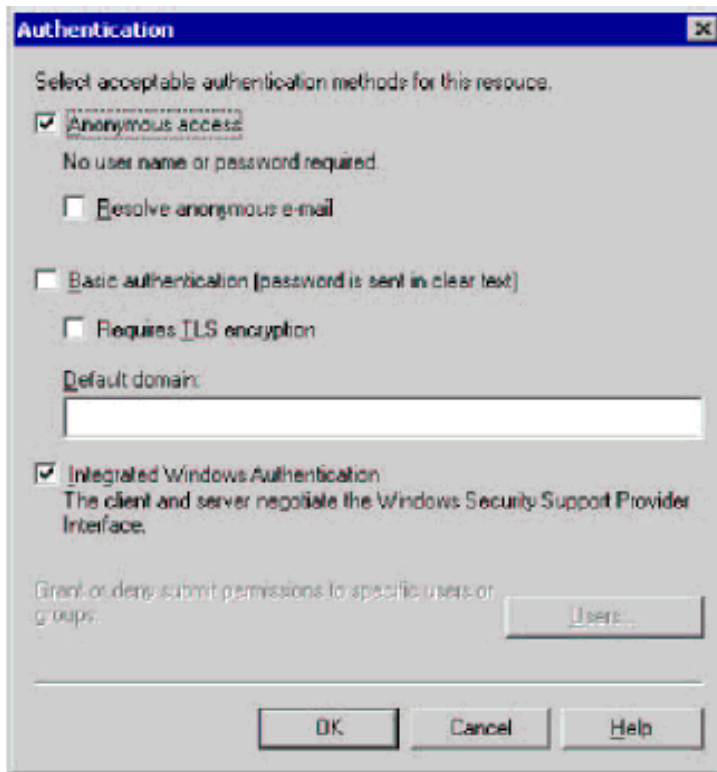 Authentication
Select acceptable authentication methods for this resouce.
Anonymous access
No user name or password required.
Resolve anonymous e-mail
Basic authentication (password is sent in clear text)
Requires TLS encryption
Default domain:
Integrated Windows Authentication
The client and server negotiate the Windows Security Support Provider
Interface.
Grant or deny submit permissions to specific users or
groups.
Users...
OK
Cancel
Help